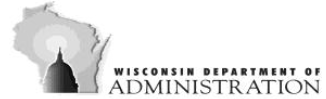 WISCONSIN DEPARTMENT OF
ADMINISTRATION